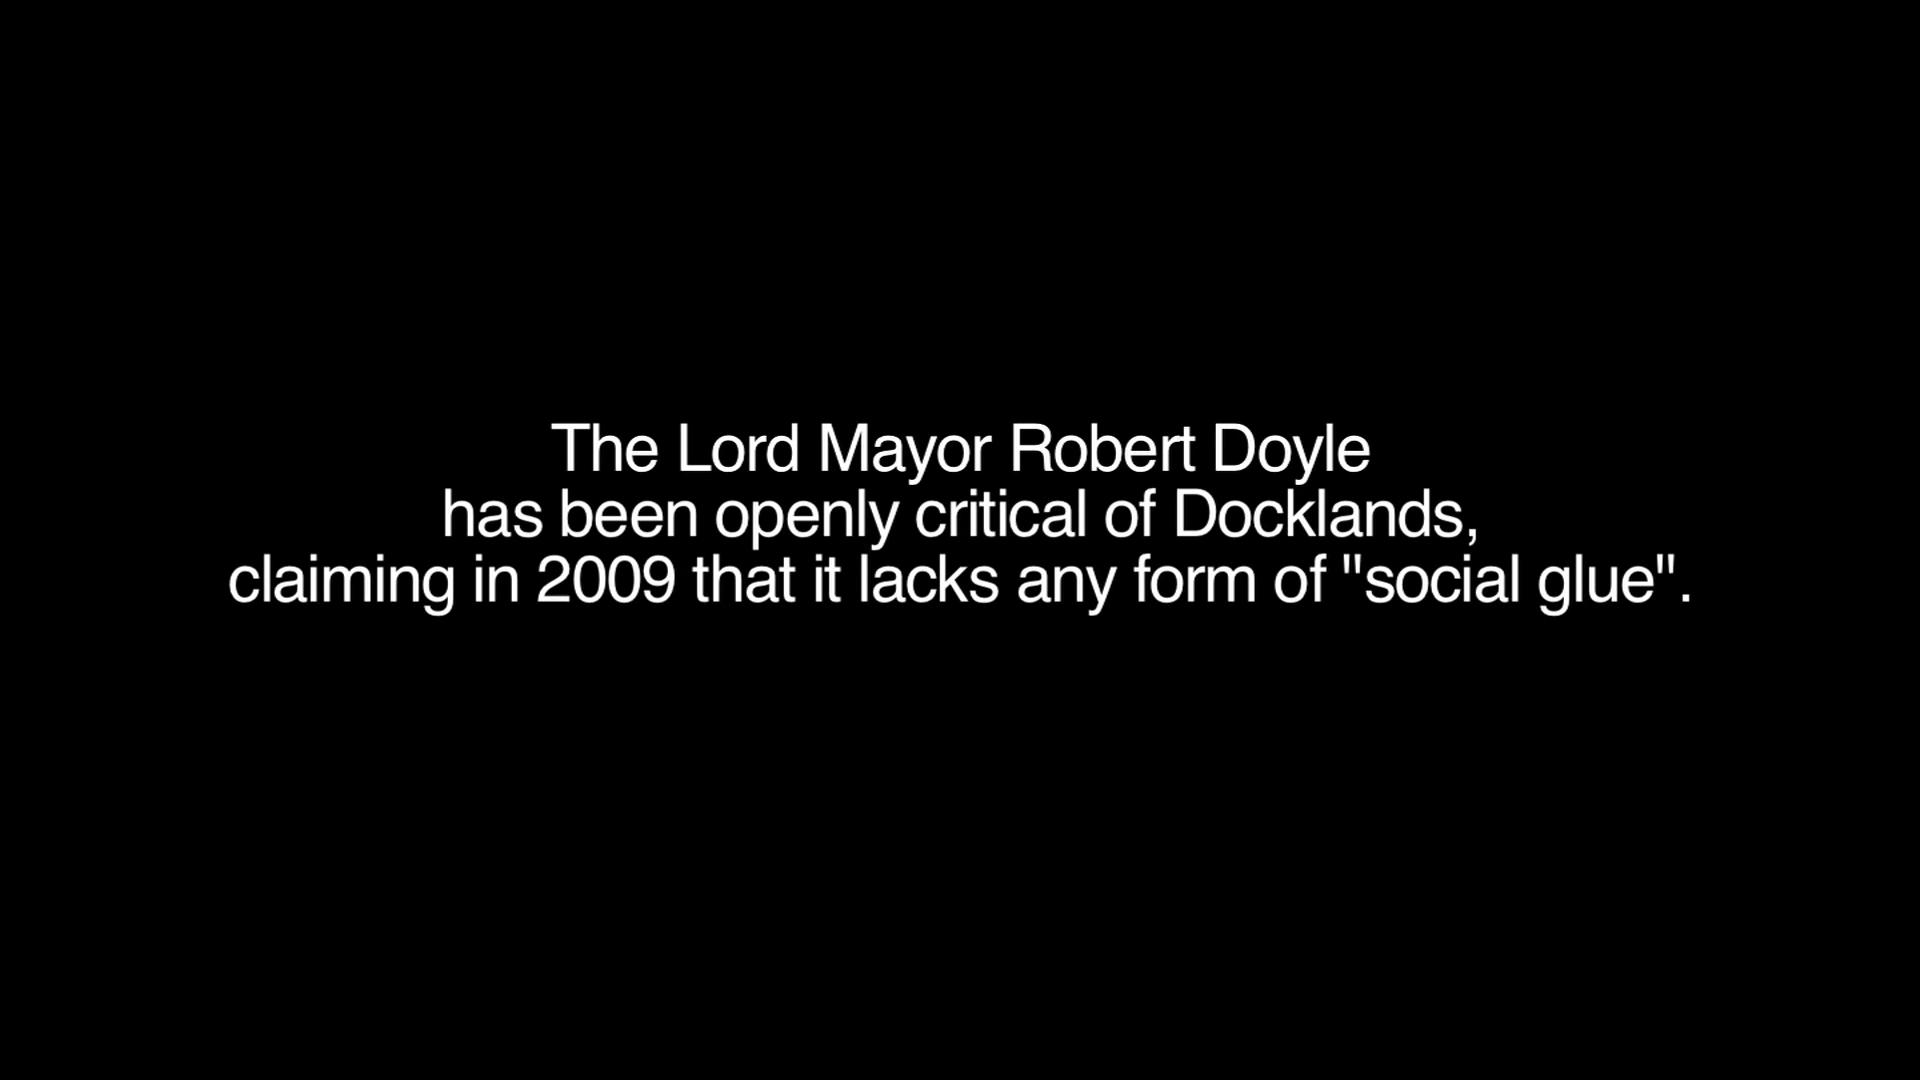 The Lord Mayor Robert Doyle
has been openly critical of Docklands,
claiming in 2009 that it lacks any form of "social glue".